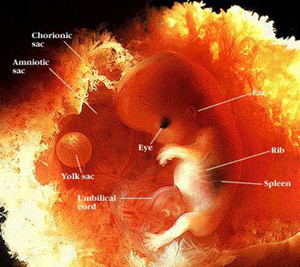 Chorionic
sac
Amniotic
sac
Ear
Eye
Rib
Yolk sac
Spleen
Umbilical
cord